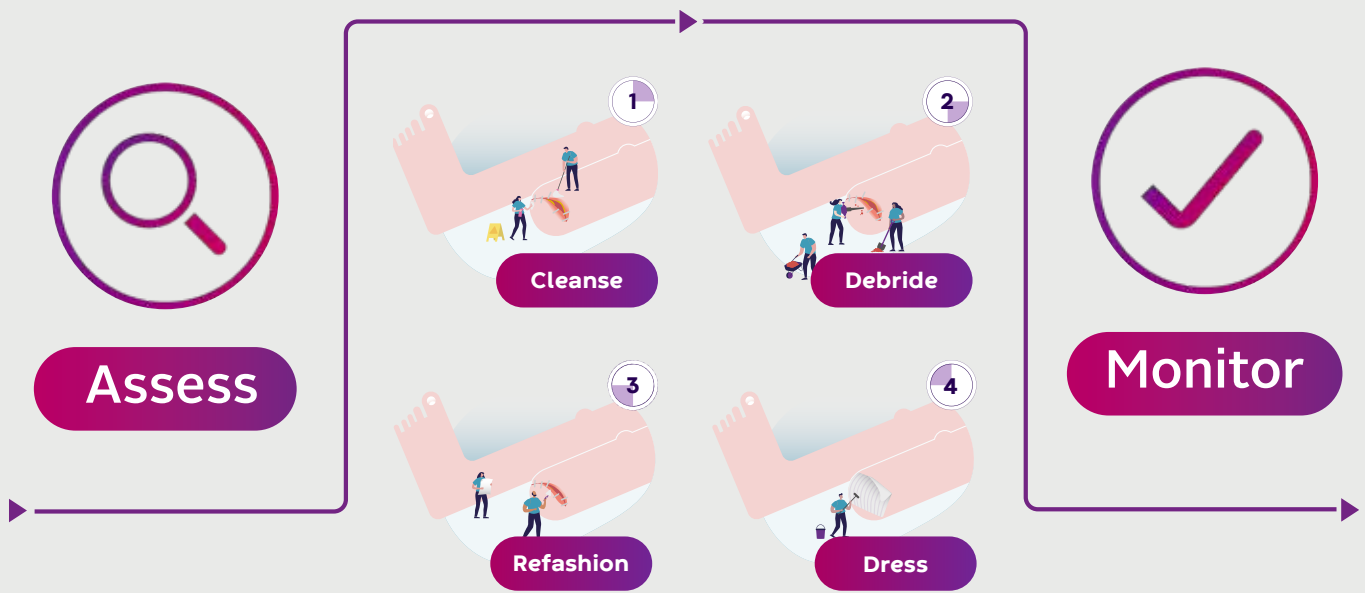 Assess
1
Cleanse
2
Debride
3
Refashion
4
Dress
Monitor